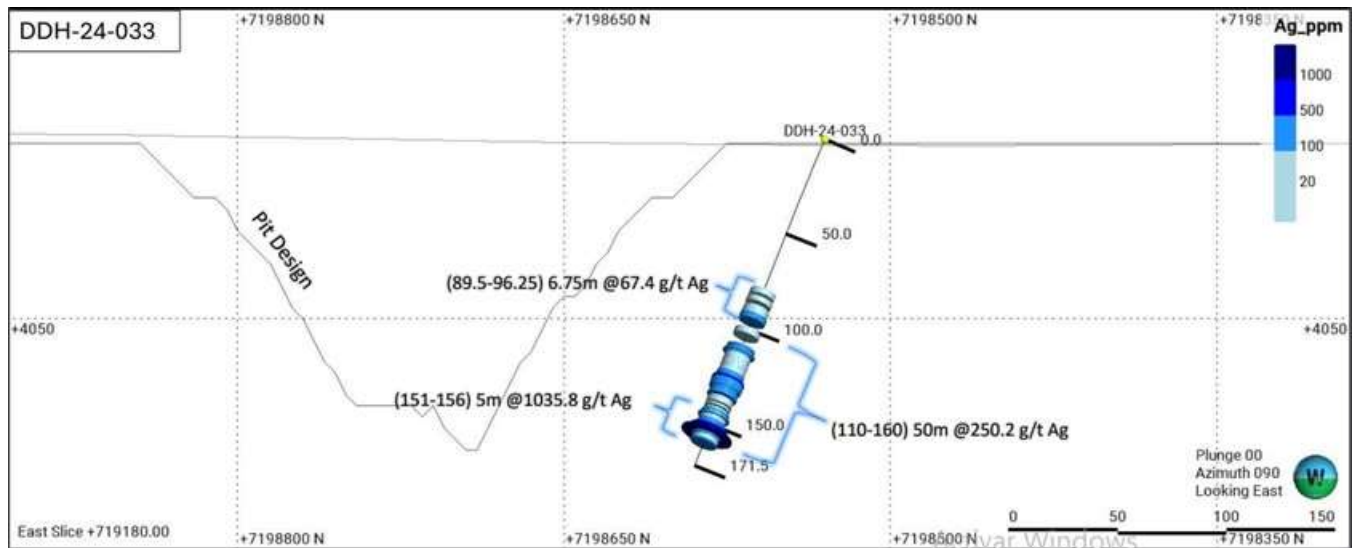 DDH-24-033
+7198800 N
+7198650 N
+7198500 N
Ag_ppm
1000
500
100
20
DDH-24-033
0.0
50.0
Pit Design
(89.5-96.25) 6.75m @67.4 g/t Ag
+4050
100.0
+4050
(151-156) 5m @1035.8 g/t Ag
150.0
(110-160) 50m @250.2 g/t Ag
171.5
Plunge 00
Azimuth 090
Looking East
W
0 50 100 150
East Slice +719180.00
+7198800 N
+7198650 N
+7198500 N
+7198350 N